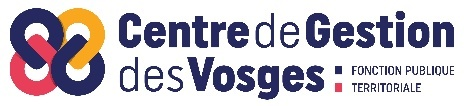 Centre de Gestion
des Vosges
FONCTION PUBLIQUE
TERRITORIALE